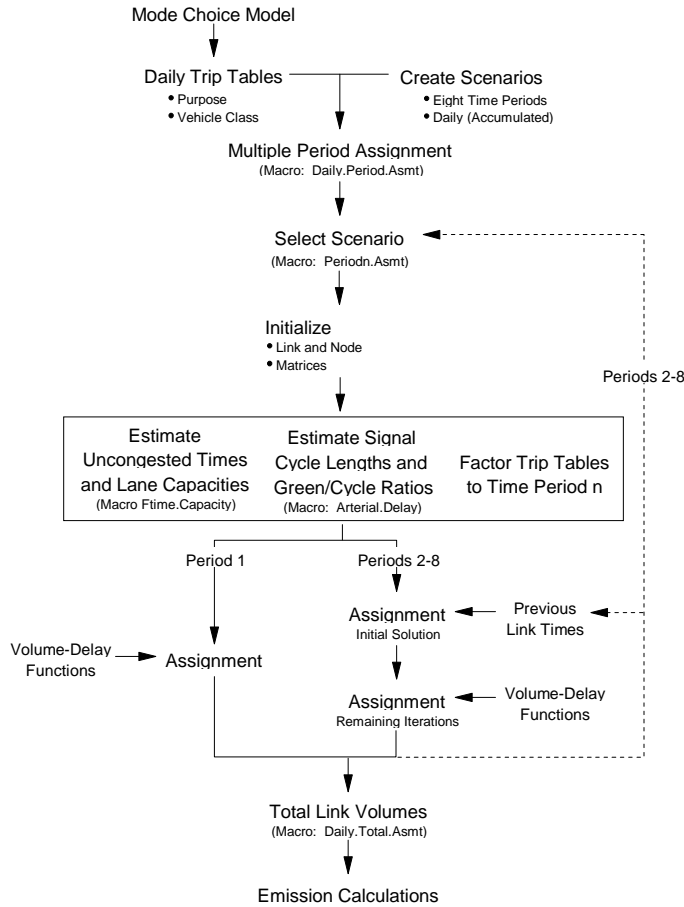 Mode Choice Model
Daily Trip Tables
• Purpose
• Vehicle Class
Create Scenarios
• Eight Time Periods
• Daily (Accumulated)
Multiple Period Assignment
(Macro: Daily.Period.Asmt)
Select Scenario
(Macro: Periodn.Asmt)
Initialize
• Link and Node
• Matrices
Periods 2-8
Estimate
Uncongested Times
and Lane Capacities
(Macro Ftime.Capacity)
Estimate Signal
Cycle Lengths and
Green/Cycle Ratios
(Macro: Arterial.Delay)
Factor Trip Tables
to Time Period n
Period 1
Periods 2-8
Assignment
Initial Solution
Previous
Link Times
Volume-Delay
Functions
Assignment
Assignment
Remaining Iterations
Volume-Delay
Functions
Total Link Volumes
(Macro: Daily.Total.Asmt)
Emission Calculations